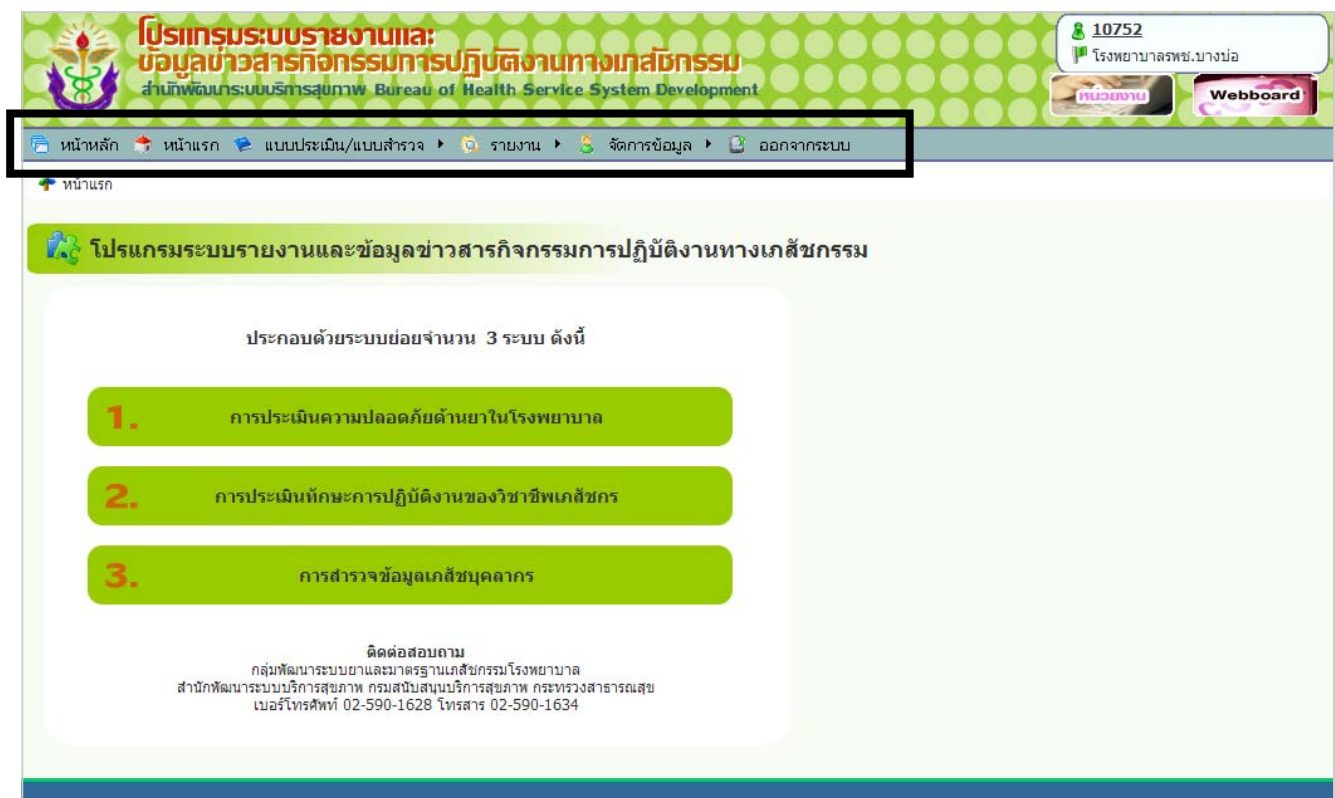 โปรแกรมระบบรายงานและ
ข้อมูลข่าวสารกิจกรรมการปฏิบัติงานทางเภสัชกรรม
สำนักพัฒนาระบบบริการสุขภาพ Bureau of Health Service System Development
10752
โรงพยาบาลรพช.บางบ่อ
หน่วยงาน Webboard
หน้าหลัก หน้าแรก แบบประเมิน/แบบสำรวจ รายงาน จัดการข้อมูล ออกจากระบบ
หน้าแรก
โปรแกรมระบบรายงานและข้อมูลข่าวสารกิจกรรมการปฏิบัติงานทางเภสัชกรรม
ประกอบด้วยระบบย่อยจำนวน 3 ระบบ ดังนี้
1. การประเมินความปลอดภัยด้านยาในโรงพยาบาล
2. การประเมินทักษะการปฏิบัติงานของวิชาชีพเภสัชกร
3. การสำรวจข้อมูลเภสัชบุคลากร
ติดต่อสอบถาม
กลุ่มพัฒนาระบบยาและมาตรฐานเภสัชกรรมโรงพยาบาล
สำนักพัฒนาระบบบริการสุขภาพ กรมสนับสนุนบริการสุขภาพ กระทรวงสาธารณสุข
เบอร์โทรศัพท์ 02-590-1628 โทรสาร 02-590-1634